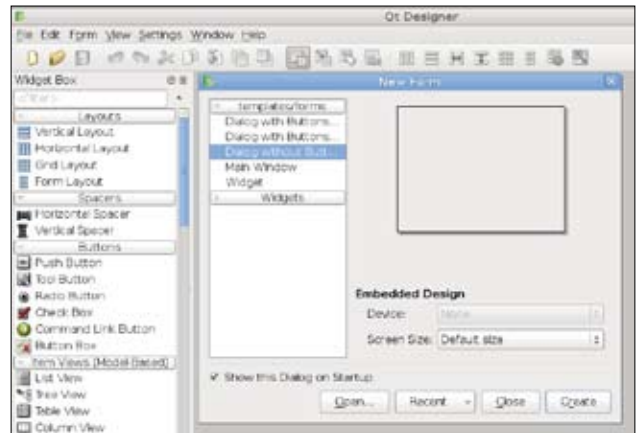 Qt Designer
File Edit Form View Settings Window Help
Widget Box
<Filter>
Layouts
Vertical Layout
Horizontal Layout
Grid Layout
Form Layout
Spacers
Horizontal Spacer
Vertical Spacer
Buttons
Push Button
Tool Button
Radio Button
Check Box
Command Link Button
Button Box
Item Views (Model-Based)
List View
Tree View
Table View
Column View
New Form
templates/forms
Dialog with Buttons...
Dialog with Buttons...
Dialog without Butt...
Main Window
Widget
Widgets
Embedded Design
Device: None
Screen Size: Default size
Show this Dialog on Startup
Open... Recent Close Create